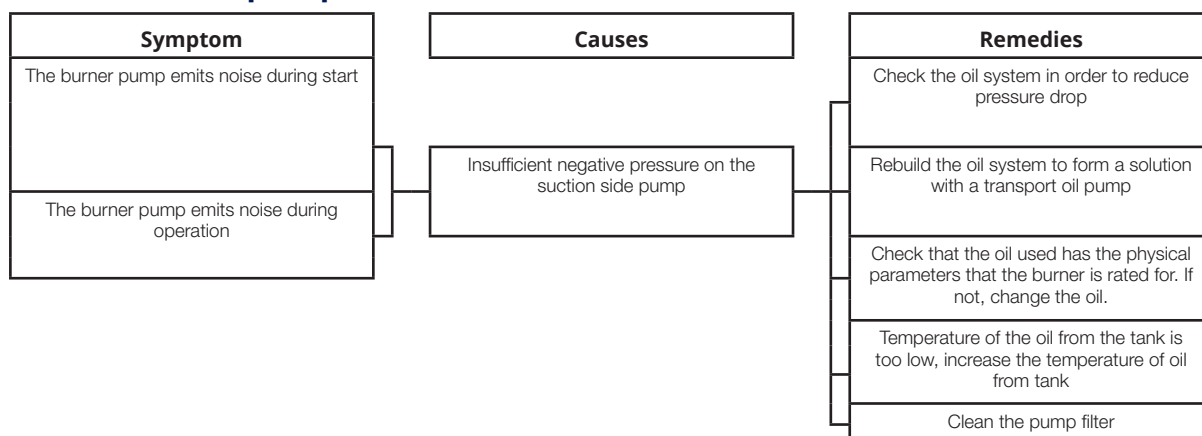 Symptom
Causes
Remedies
The burner pump emits noise during start
The burner pump emits noise during
operation
Insufficient negative pressure on the
suction side pump
Check the oil system in order to reduce
pressure drop
Rebuild the oil system to form a solution
with a transport oil pump
Check that the oil used has the physical
parameters that the burner is rated for. If
not, change the oil.
Temperature of the oil from the tank is
too low, increase the temperature of oil
from tank
Clean the pump filter